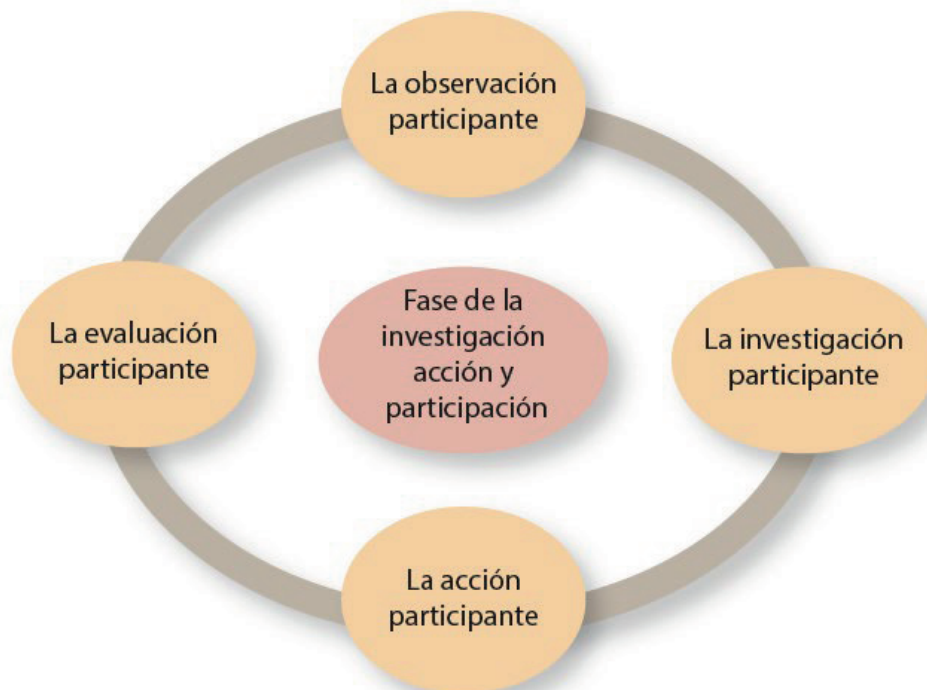 La observación
participante
La evaluación
participante
Fase de la
investigación
acción y
participación
La investigación
participante
La acción
participante